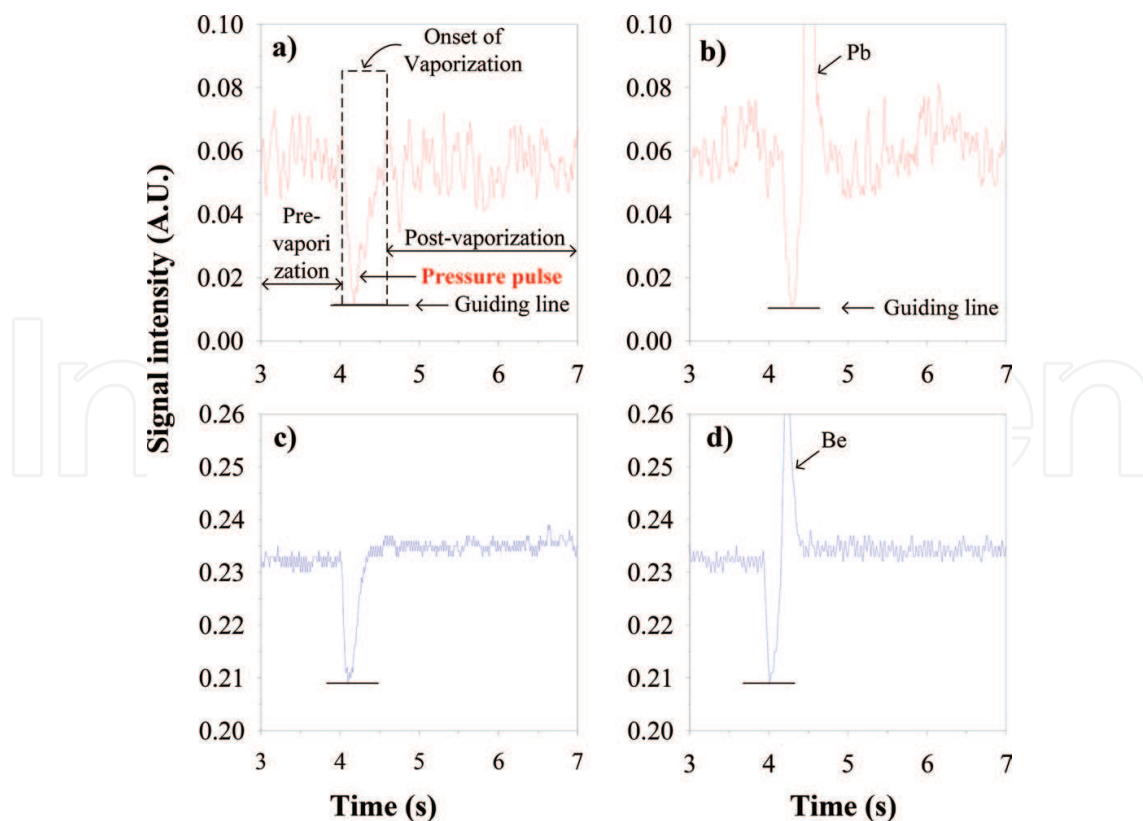 Signal intensity (A.U.)
a)
Onset of
Vaporization
Pre-
vapori
zation
Post-vaporization
Pressure pulse
Guiding line
0.10
0.08
0.06
0.04
0.02
0.00
3 4 5 6 7
b)
Pb
Guiding line
0.10
0.08
0.06
0.04
0.02
0.00
3 4 5 6 7
c)
0.26
0.25
0.24
0.23
0.22
0.21
0.20
3 4 5 6 7
Time (s)
d)
Be
0.26
0.25
0.24
0.23
0.22
0.21
0.20
3 4 5 6 7
Time (s)